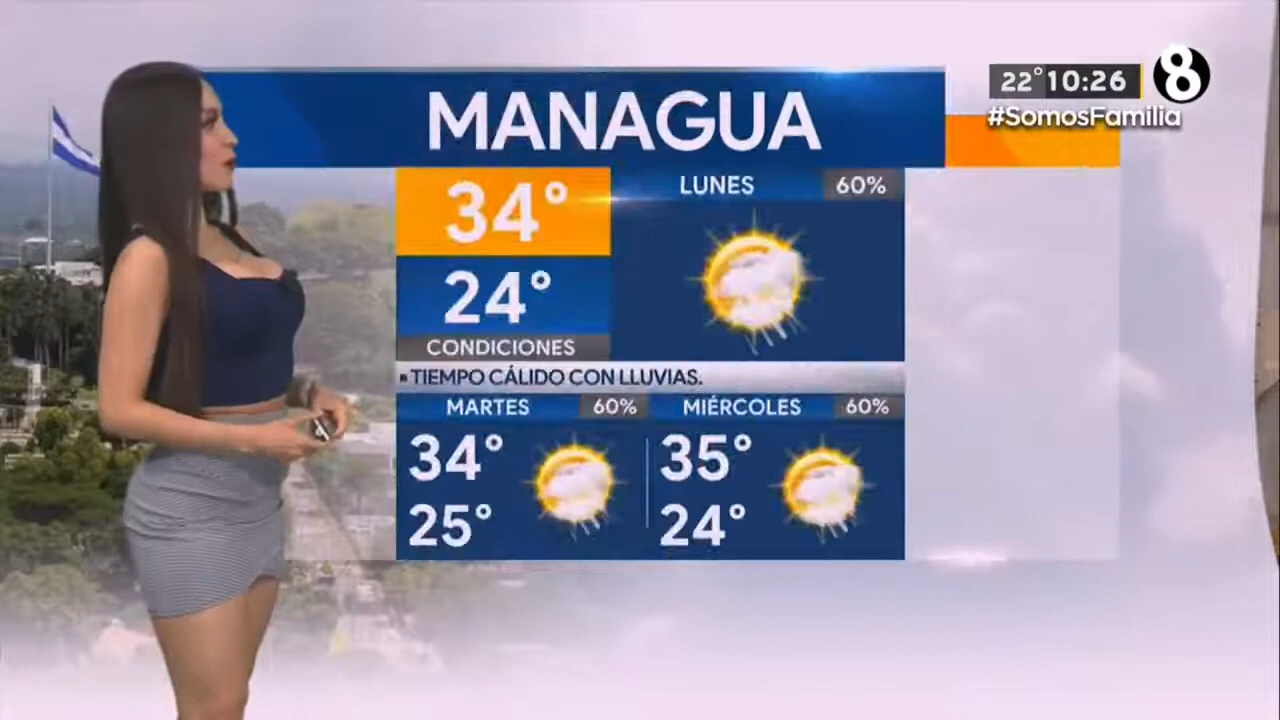 MANAGUA
22° 10:26 8
#SomosFamilia
34°
24°
CONDICIONES
LUNES 60%
▪ TIEMPO CÁLIDO CON LLUVIAS.
MARTES 60%
34°
25°
MIÉRCOLES 60%
35°
24°